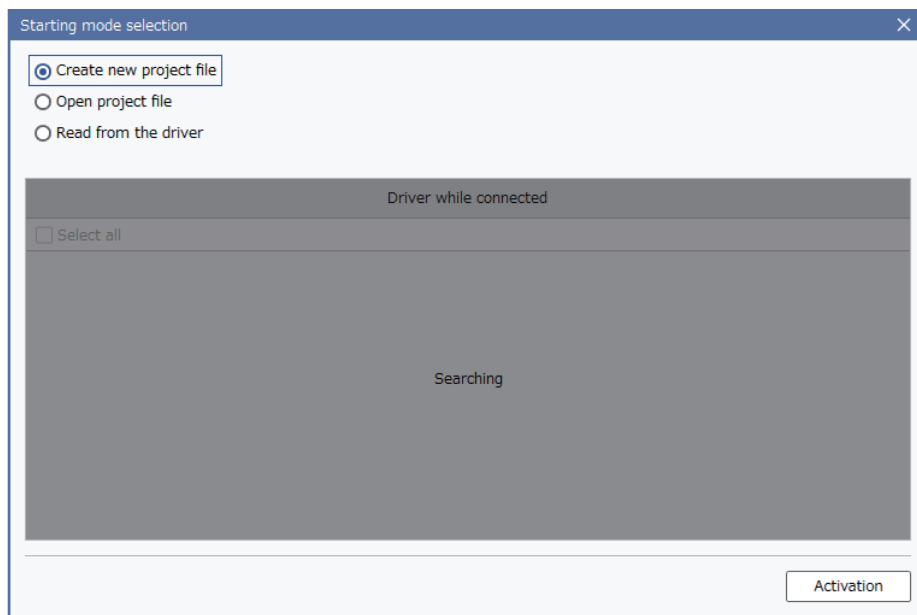 Starting mode selection
Create new project file
Open project file
Read from the driver
Driver while connected
Select all
Searching
Activation